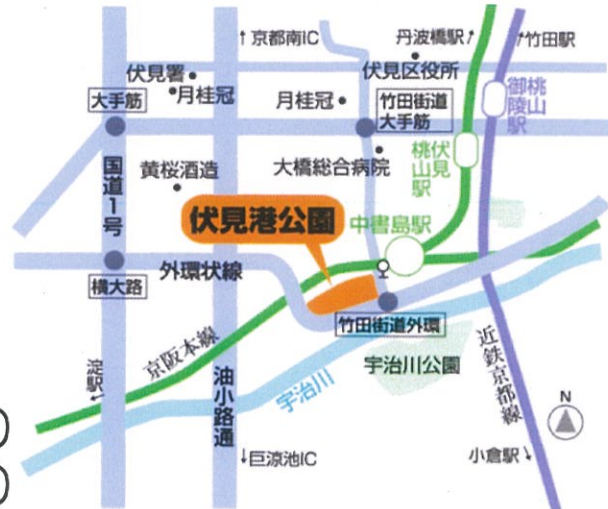 ↑京都南IC
丹波橋駅↑
↑竹田駅
伏見署
伏見区役所
月桂冠
大手筋
月桂冠
竹田街道
大手筋
桃山
御陵駅
国道1号
黄桜酒造
大橋総合病院
伏見
桃山駅
伏見港公園
中書島駅
外環状線
横大路
竹田街道外環
京阪本線
淀駅
油小路通
宇治川
宇治川公園
近鉄京都線
N
↓巨涼池IC
小倉駅↓